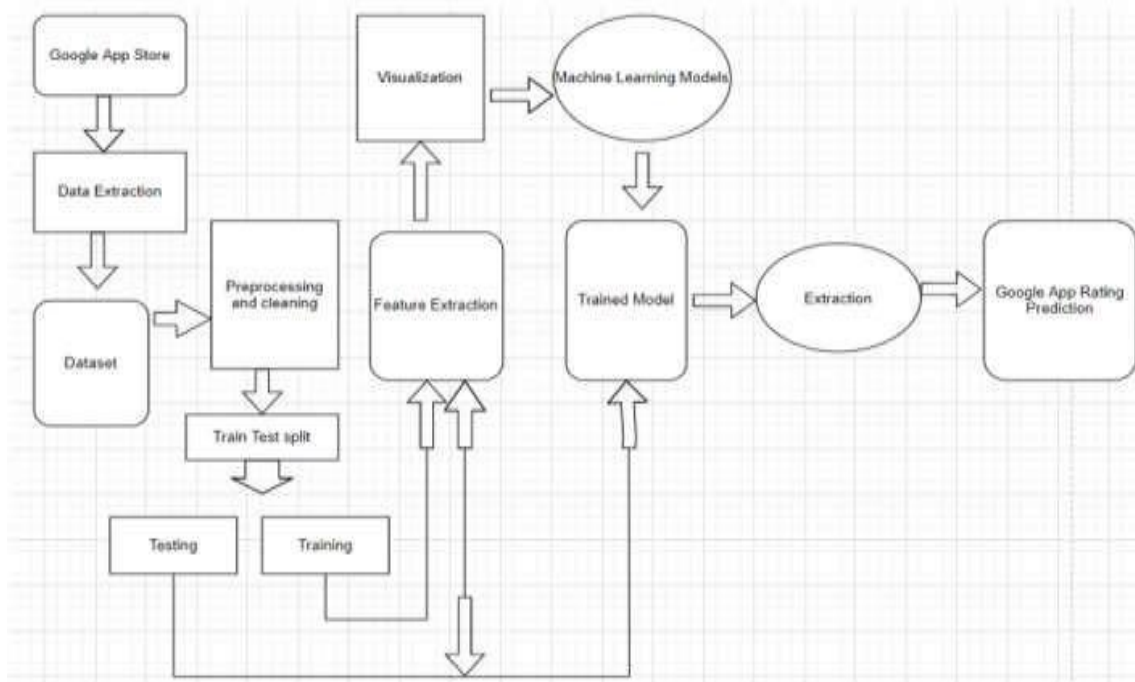 Google App Store
Data Extraction
Dataset
Preprocessing
and cleaning
Train Test split
Testing
Training
Feature Extraction
Visualization
Machine Learning Models
Trained Model
Extraction
Google App Rating
Prediction